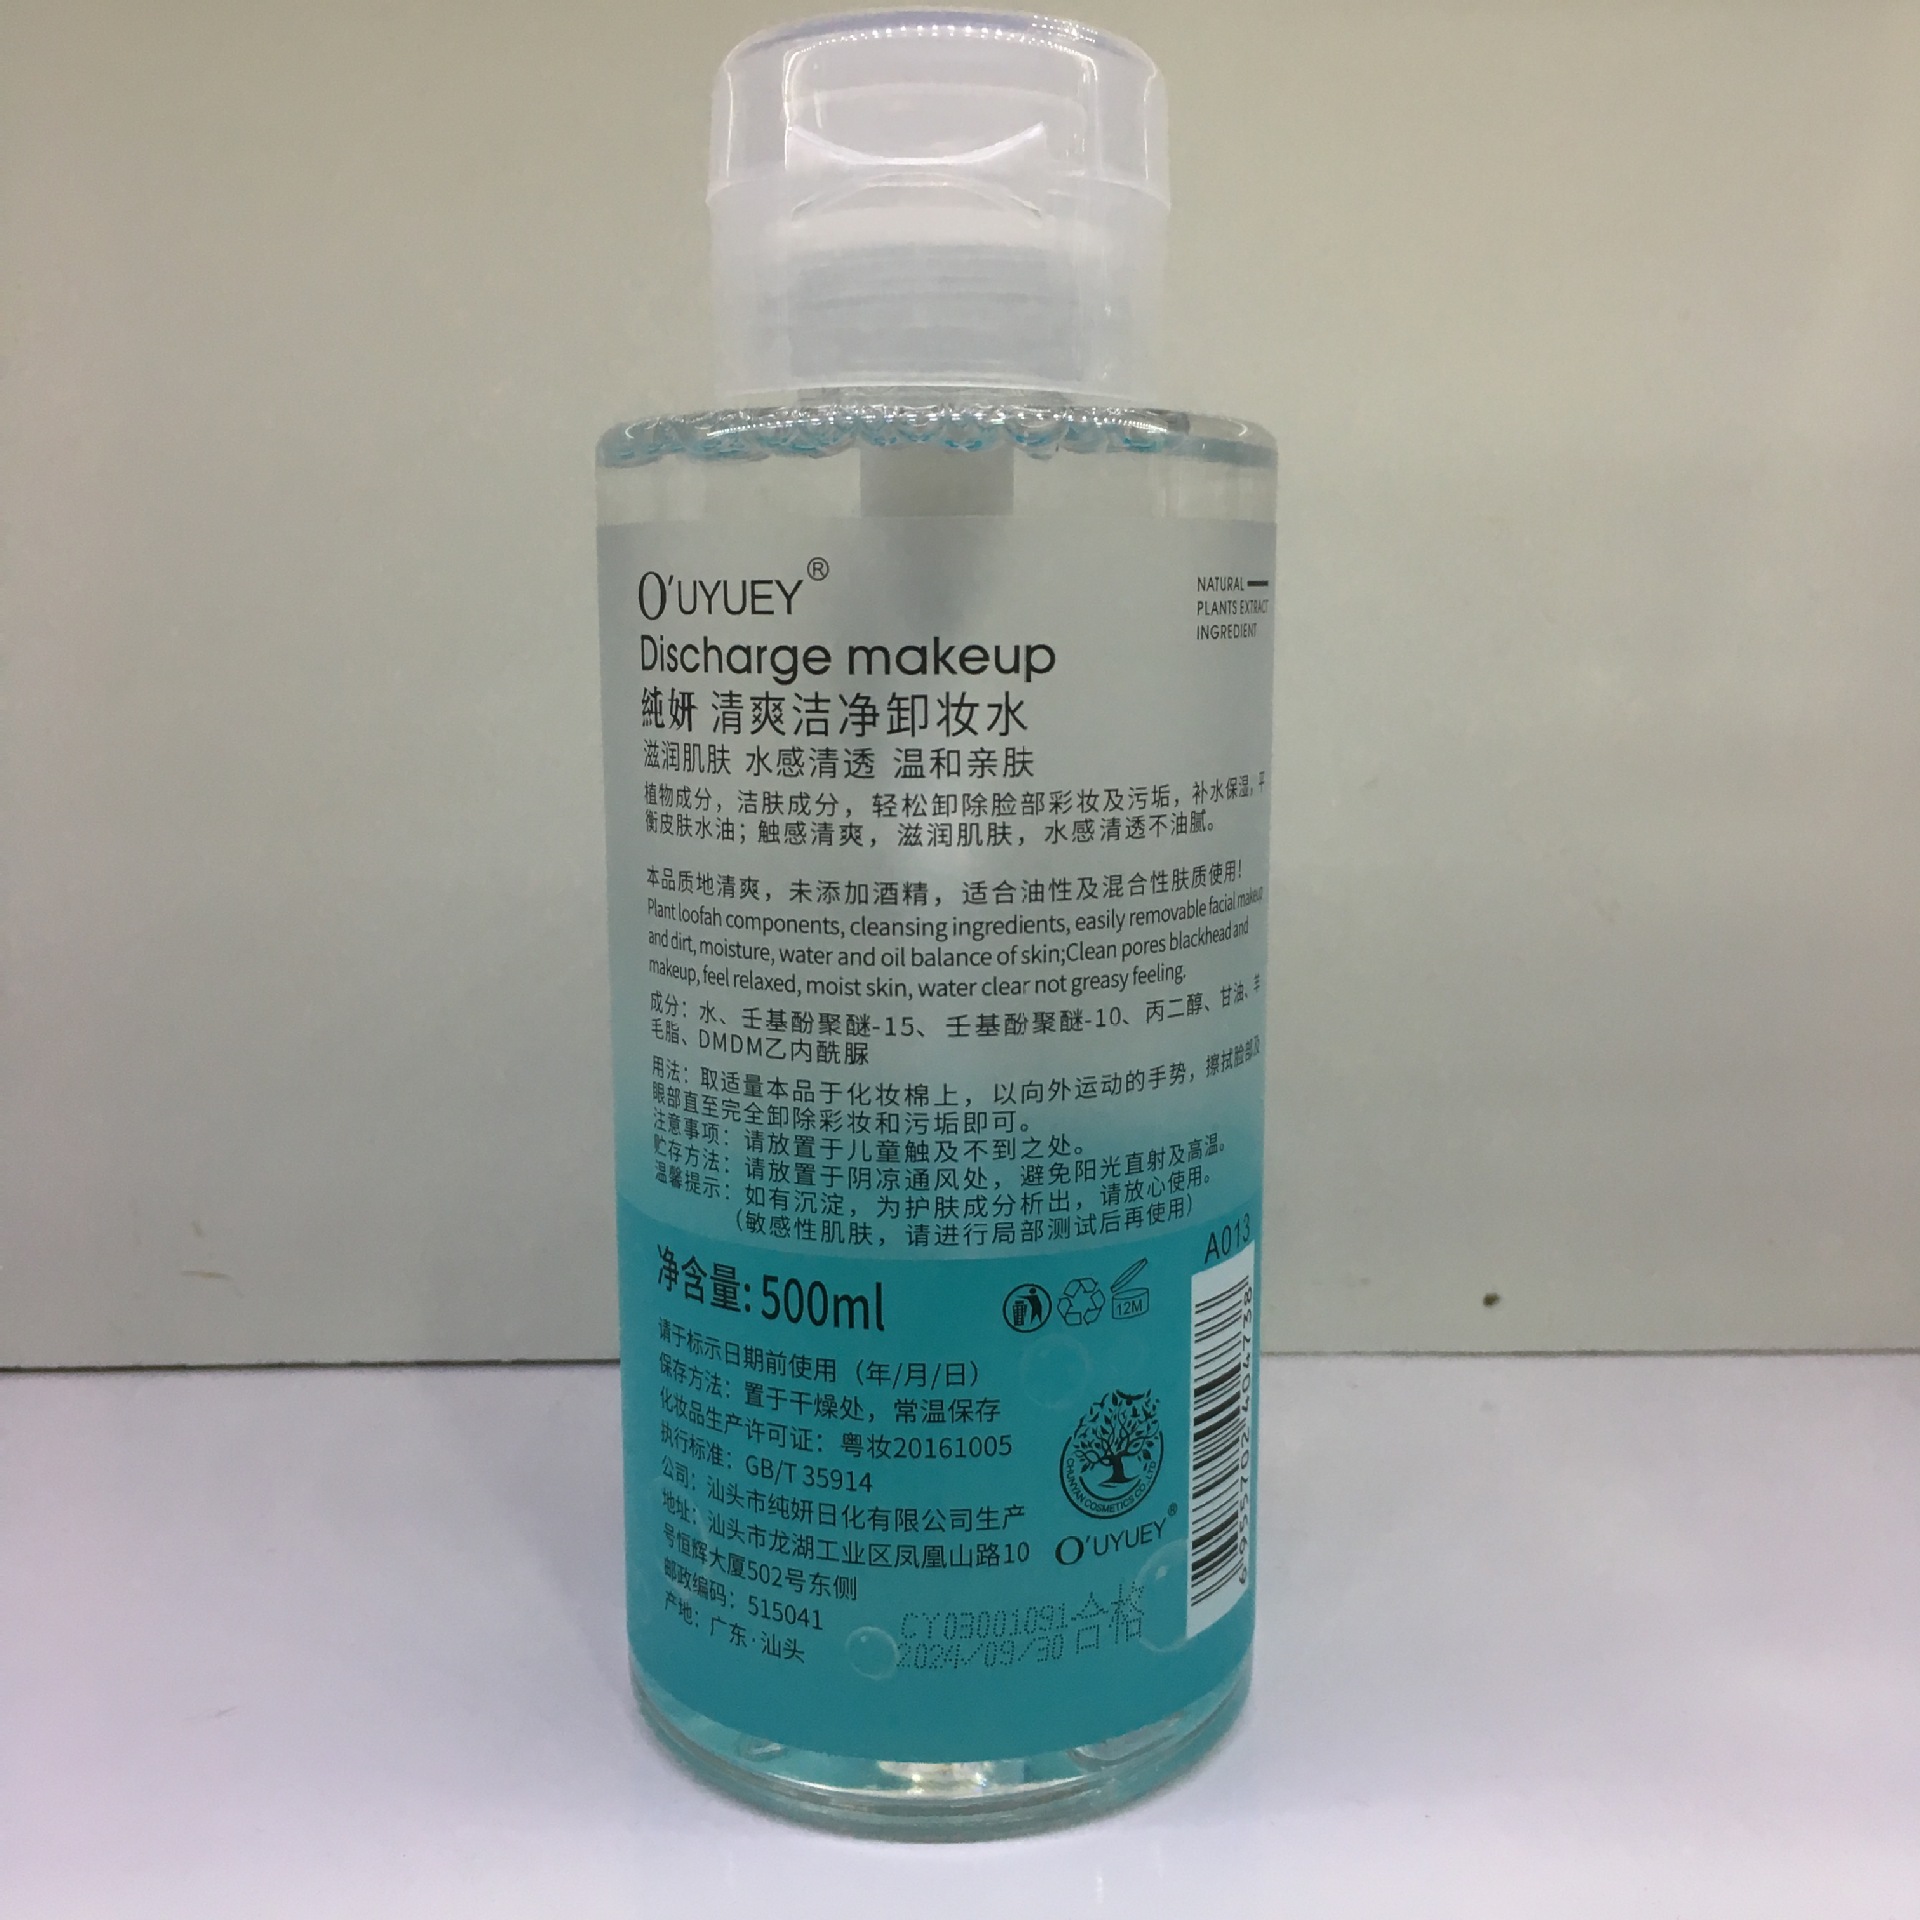 O'UYUEY®
Discharge makeup
純妍 清爽洁净卸妆水
滋润肌肤 水感清透 温和亲肤
植物成分，洁肤成分，轻松卸除脸部彩妆及污垢，补水保湿，平
衡皮肤水油；触感清爽，滋润肌肤，水感清透不油腻。
NATURAL
PLANTS EXTRACT
INGREDIENT
本品质地清爽，未添加酒精，适合油性及混合性肤质使用！
Plant loofah components, cleansing ingredients, easily removable facial makeup
and dirt, moisture, water and oil balance of skin;Clean pores blackhead and
makeup, feel relaxed, moist skin, water clear not greasy feeling.
成分：水、壬基酚聚醚-15、壬基酚聚醚-10、丙二醇、甘油、羊
毛脂、DMDM乙内酰脲
用法：取适量本品于化妆棉上，以向外运动的手势，擦拭脸部及
眼部直至完全卸除彩妆和污垢即可。
注意事项：请放置于儿童触及不到之处。
贮存方法：请放置于阴凉通风处，避免阳光直射及高温。
温馨提示：如有沉淀，为护肤成分析出，请放心使用。
（敏感性肌肤，请进行局部测试后再使用）
净含量: 500ml
12M
A013
请于标示日期前使用（年/月/日）
保存方法：置于干燥处，常温保存
化妆品生产许可证：粤妆20161005
执行标准：GB/T 35914
公司：汕头市纯妍日化有限公司生产
地址：汕头市龙湖工业区凤凰山路10
号恒辉大厦502号东侧
邮政编码：515041
产地：广东·汕头
CHUNYAN COSMETICS CO.,LTD
O'UYUEY®
CY03001091合格
2024/09/30
6955702404738